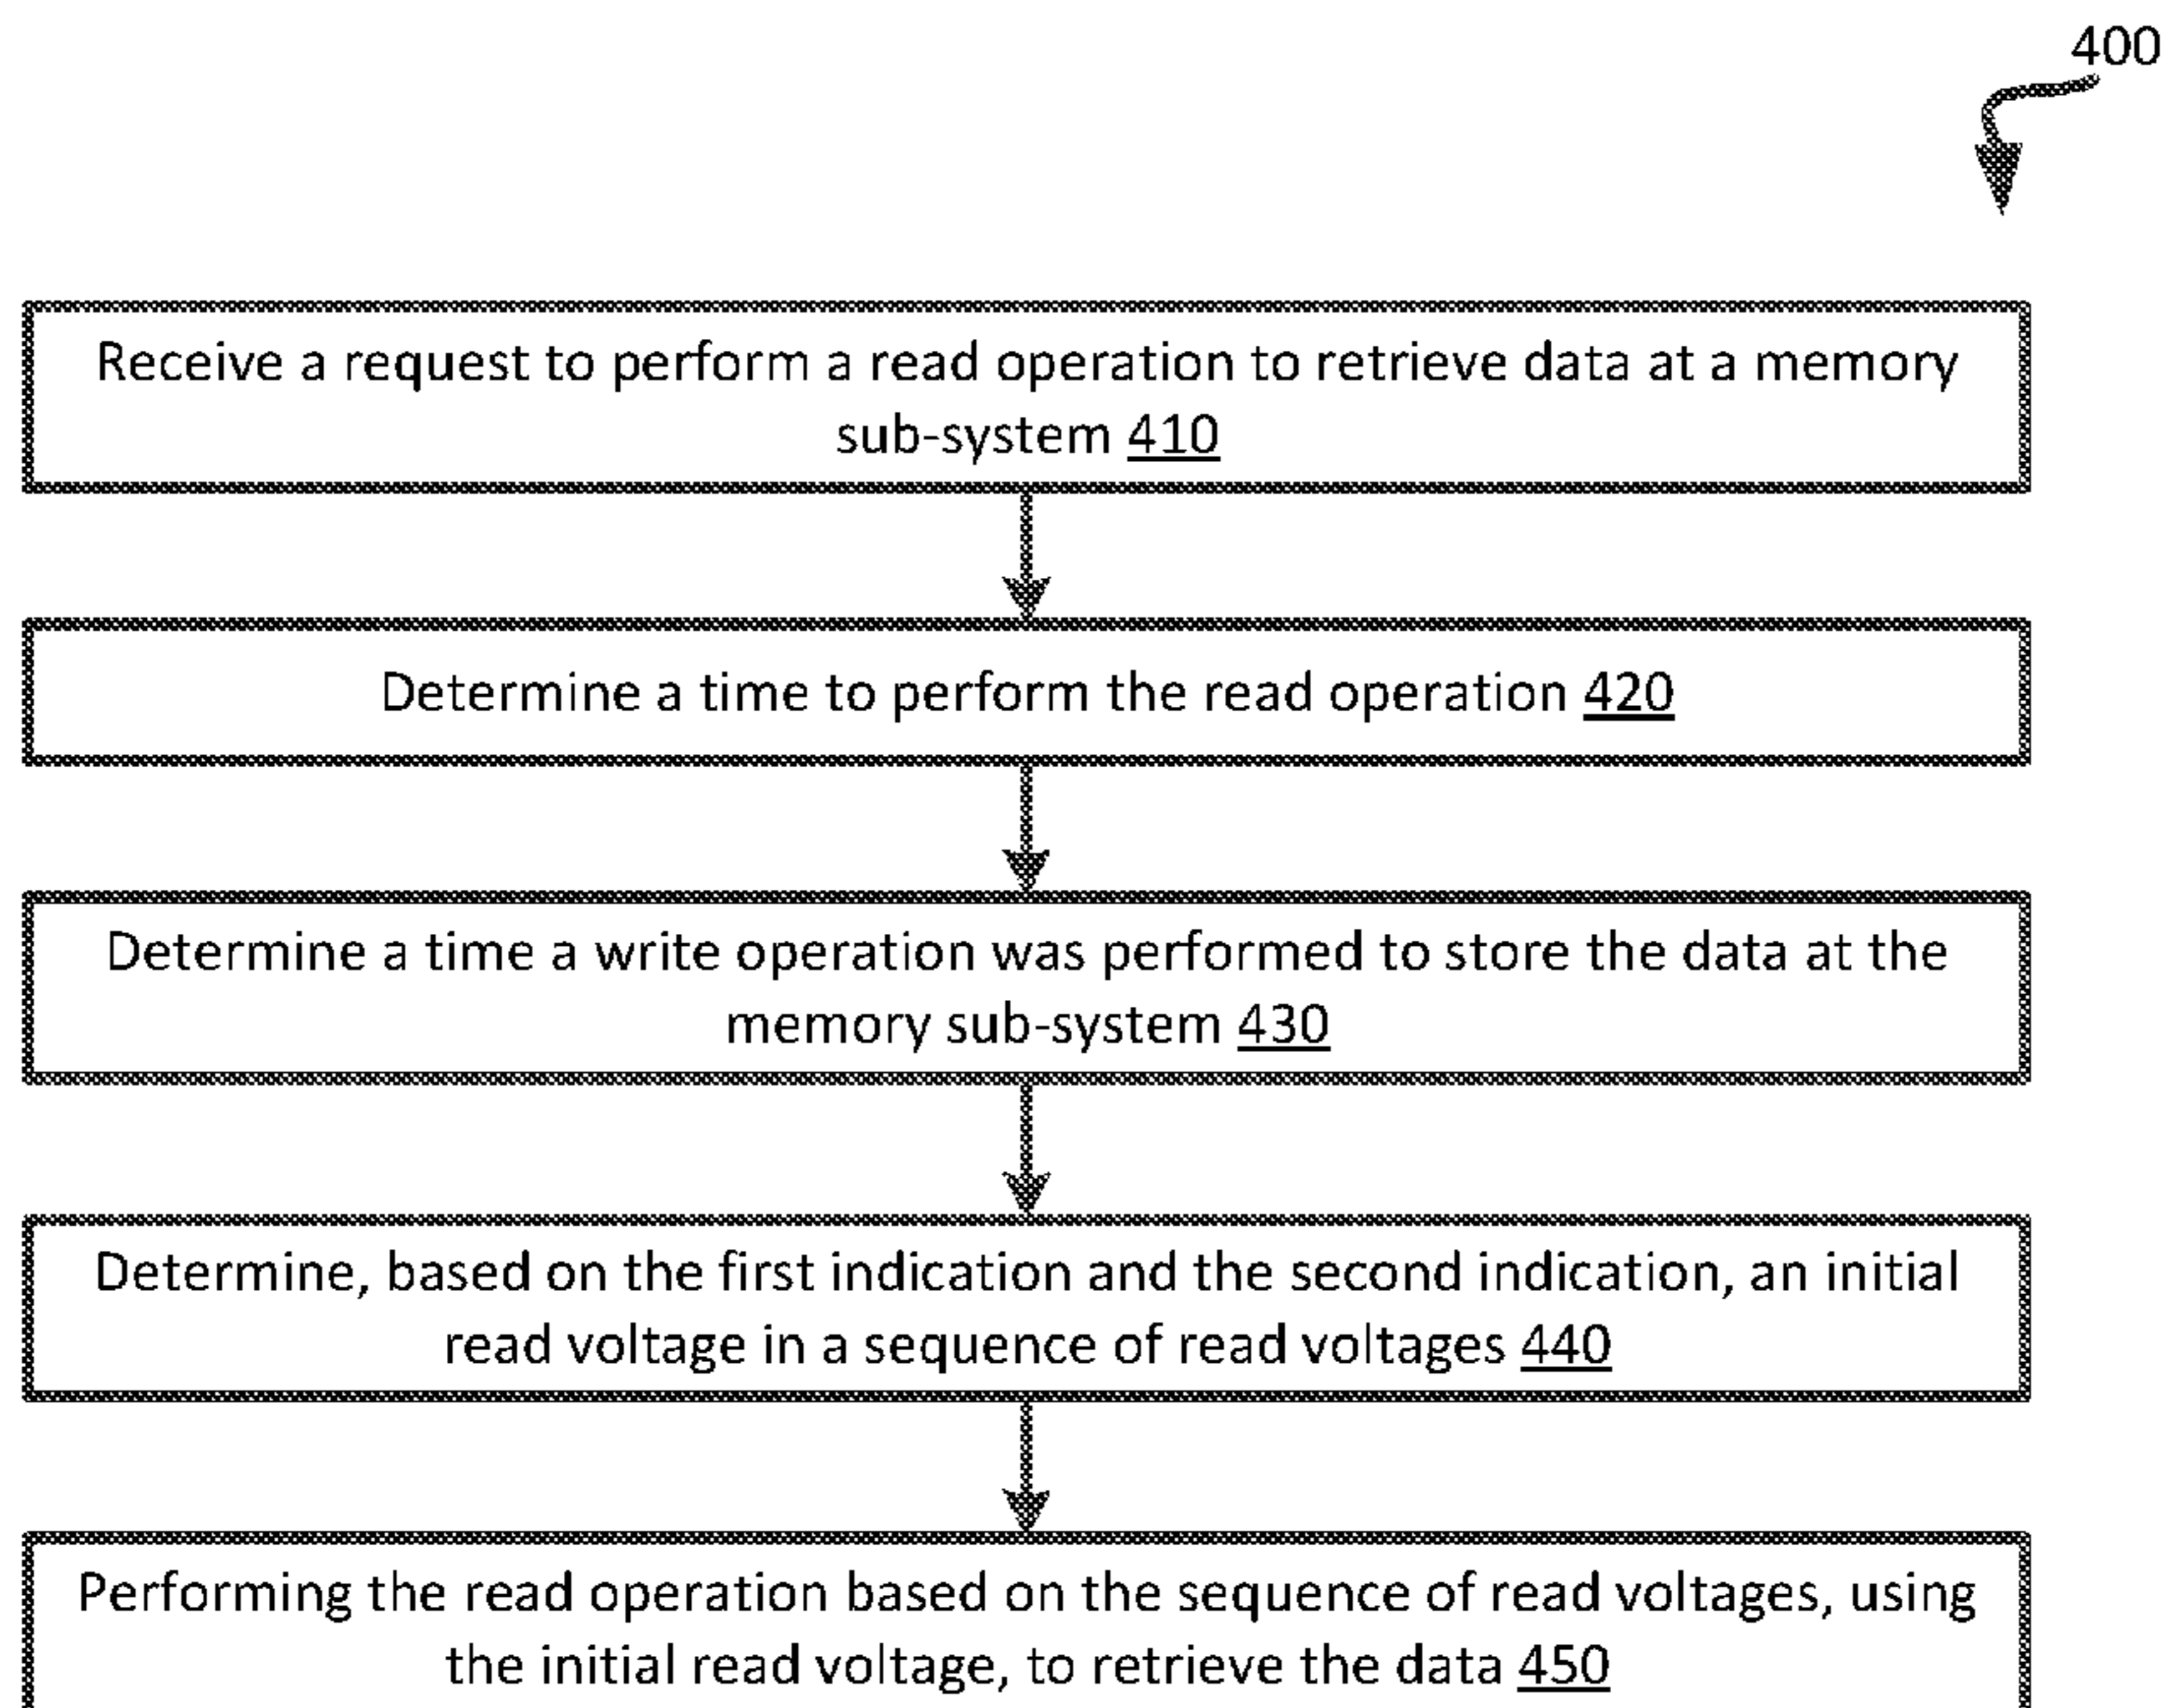 400
Receive a request to perform a read operation to retrieve data at a memory
sub-system 410
Determine a time to perform the read operation 420
Determine a time a write operation was performed to store the data at the
memory sub-system 430
Determine, based on the first indication and the second indication, an initial
read voltage in a sequence of read voltages 440
Performing the read operation based on the sequence of read voltages, using
the initial read voltage, to retrieve the data 450